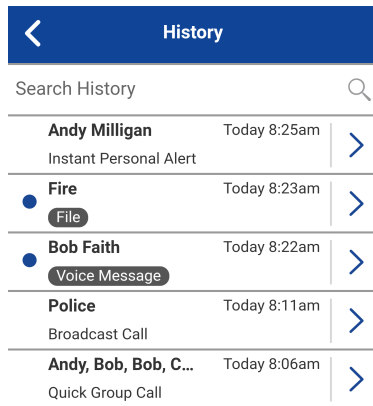 History
Search History
Andy Milligan Today 8:25am
Instant Personal Alert
Fire Today 8:23am
File
Bob Faith Today 8:22am
Voice Message
Police Today 8:11am
Broadcast Call
Andy, Bob, Bob, C... Today 8:06am
Quick Group Call